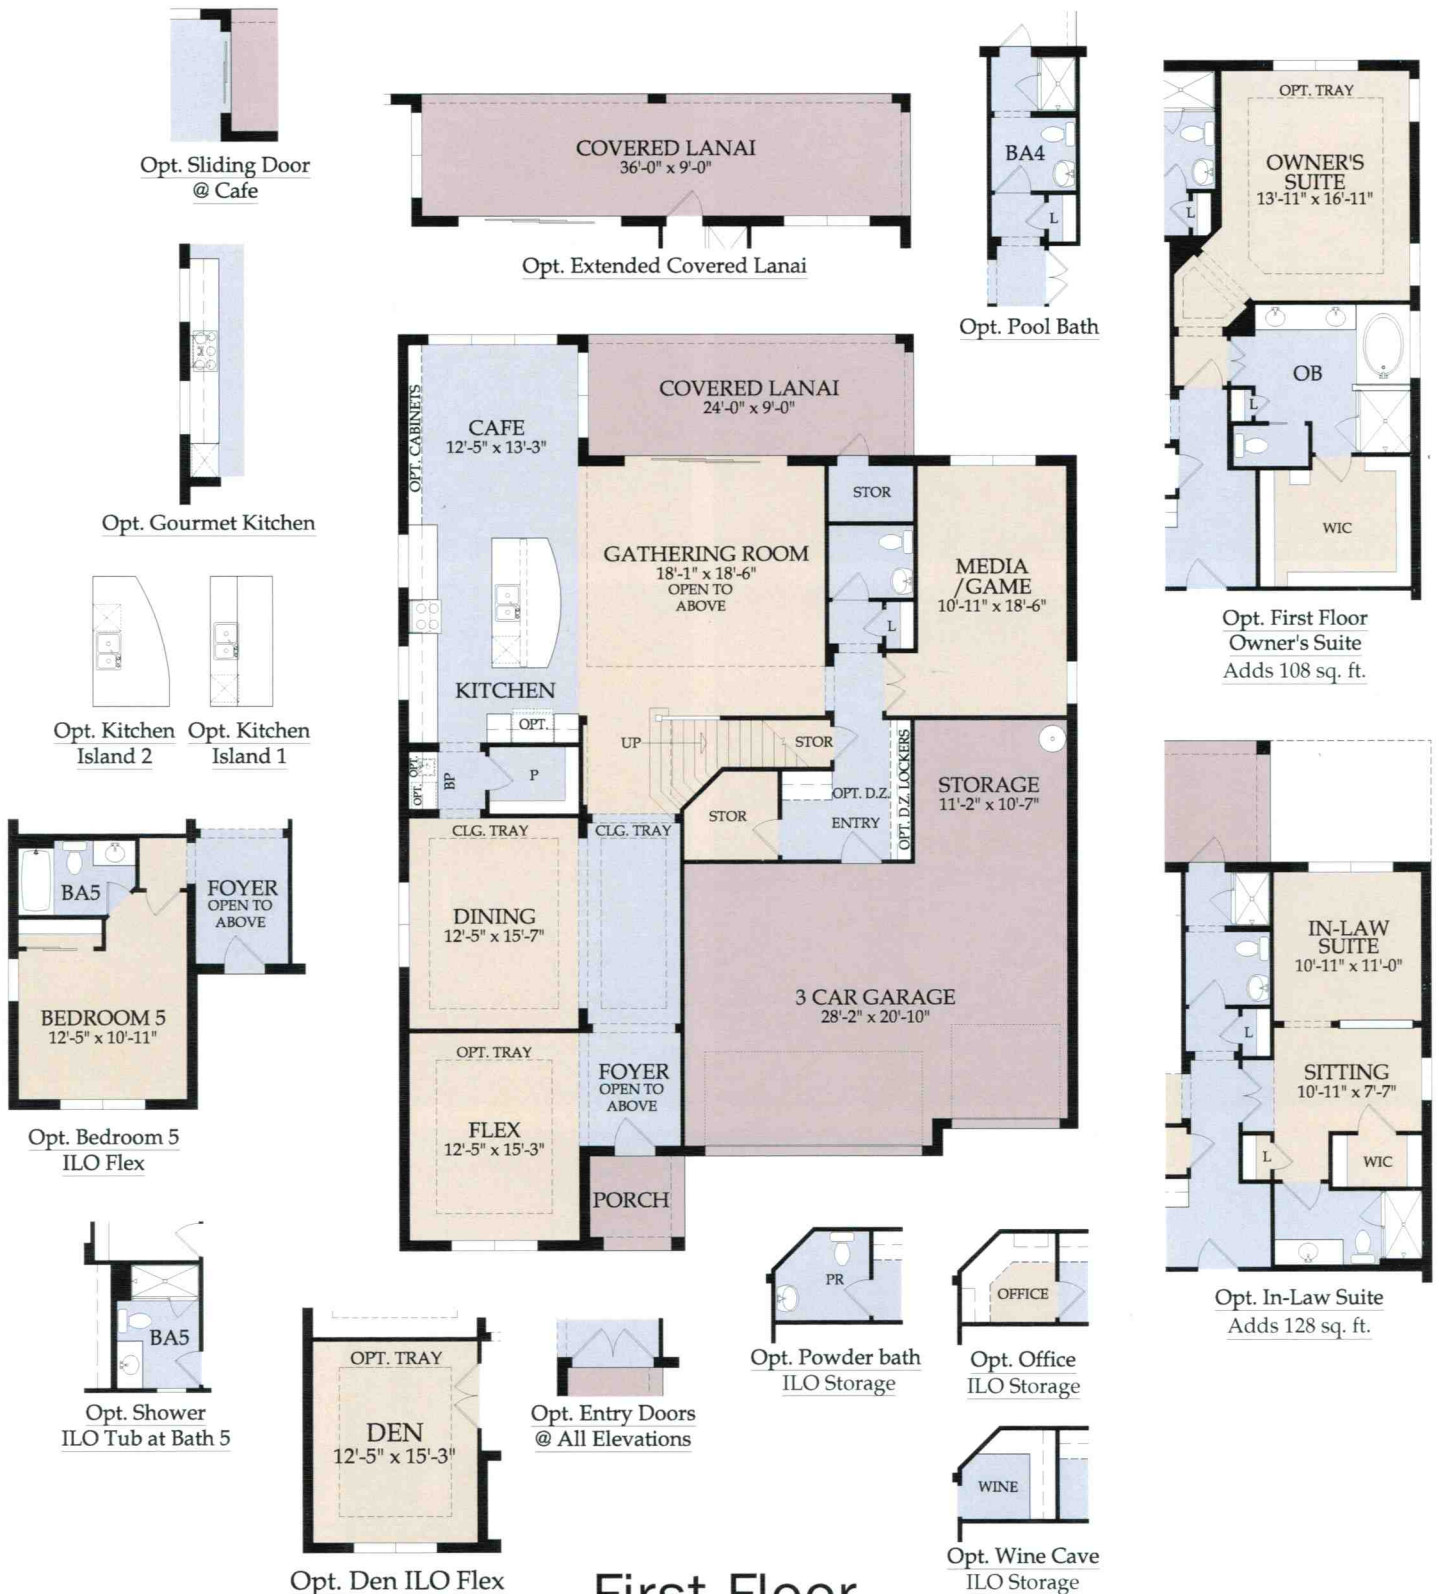 Opt. Sliding Door
@ Cafe
COVERED LANAI
36'-0" x 9'-0"
Opt. Extended Covered Lanai
BA4
L
Opt. Pool Bath
OPT. TRAY
OWNER'S
SUITE
13'-11" x 16'-11"
L
OB
L
WIC
Opt. First Floor
Owner's Suite
Adds 108 sq. ft.
Opt. Gourmet Kitchen
Opt. Kitchen
Island 2
Opt. Kitchen
Island 1
COVERED LANAI
24'-0" x 9'-0"
OPT. CABINETS
CAFE
12'-5" x 13'-3"
STOR
GATHERING ROOM
18'-1" x 18'-6"
OPEN TO
ABOVE
MEDIA
/GAME
10'-11" x 18'-6"
L
KITCHEN
OPT.
UP
STOR
OPT. OPT.
BP
P
STOR
OPT. D.Z.
ENTRY
OPT. D.Z. LOCKERS
STORAGE
11'-2" x 10'-7"
CLG. TRAY
CLG. TRAY
DINING
12'-5" x 15'-7"
3 CAR GARAGE
28'-2" x 20'-10"
OPT. TRAY
FOYER
OPEN TO
ABOVE
FLEX
12'-5" x 15'-3"
PORCH
BA5
FOYER
OPEN TO
ABOVE
BEDROOM 5
12'-5" x 10'-11"
Opt. Bedroom 5
ILO Flex
IN-LAW
SUITE
10'-11" x 11'-0"
L
SITTING
10'-11" x 7'-7"
L
WIC
Opt. In-Law Suite
Adds 128 sq. ft.
BA5
Opt. Shower
ILO Tub at Bath 5
OPT. TRAY
DEN
12'-5" x 15'-3"
Opt. Den ILO Flex
Opt. Entry Doors
@ All Elevations
PR
Opt. Powder bath
ILO Storage
OFFICE
Opt. Office
ILO Storage
WINE
Opt. Wine Cave
ILO Storage
First Floor